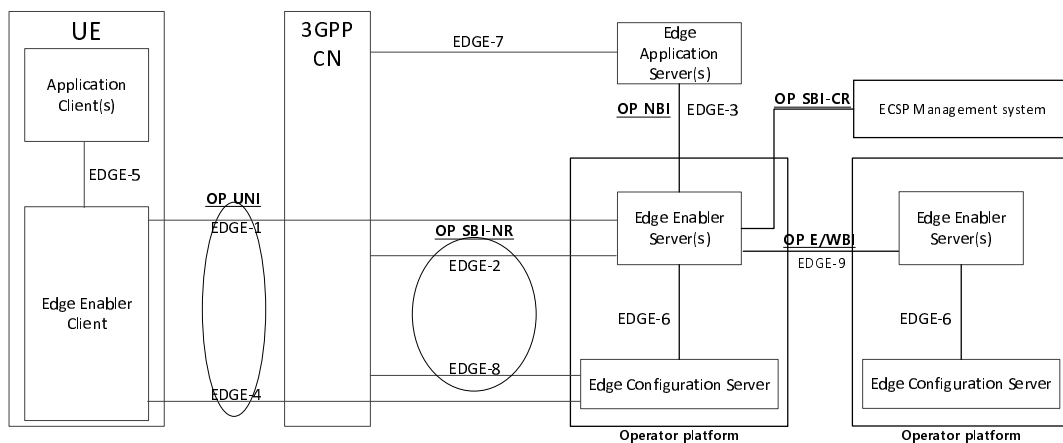 UE
Application
Client(s)
EDGE-5
Edge Enabler
Client
3GPP
CN
EDGE-7
Edge
Application
Server(s)
OP NBI
EDGE-3
OP SBI-CR
ECSP Management system
OP UNI
EDGE-1
OP SBI-NR
EDGE-2
Edge Enabler
Server(s)
OP E/WBI
EDGE-9
Edge Enabler
Server(s)
EDGE-6
EDGE-6
EDGE-8
EDGE-4
Edge Configuration Server
Edge Configuration Server
Operator platform
Operator platform